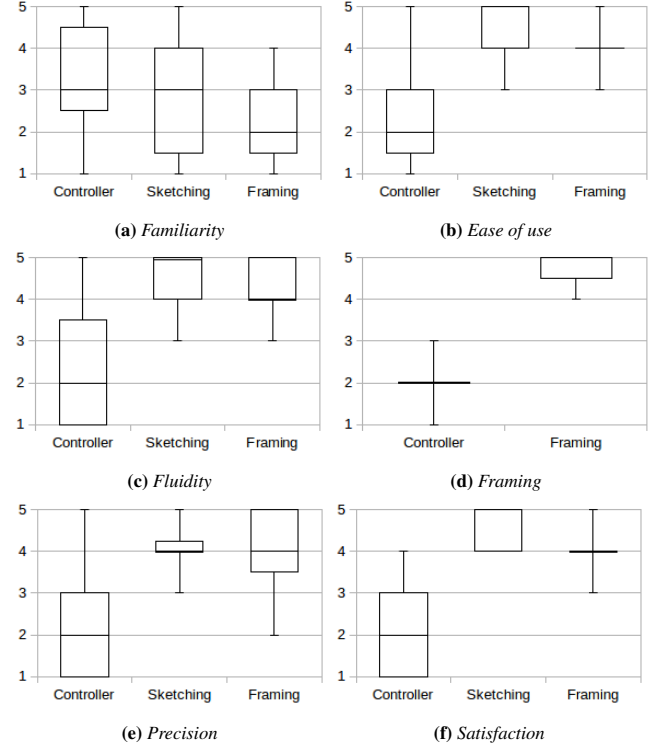 5
4
3
2
1
Controller Sketching Framing
(a) Familiarity
5
4
3
2
1
Controller Sketching Framing
(b) Ease of use
5
4
3
2
1
Controller Sketching Framing
(c) Fluidity
5
4
3
2
1
Controller Framing
(d) Framing
5
4
3
2
1
Controller Sketching Framing
(e) Precision
5
4
3
2
1
Controller Sketching Framing
(f) Satisfaction